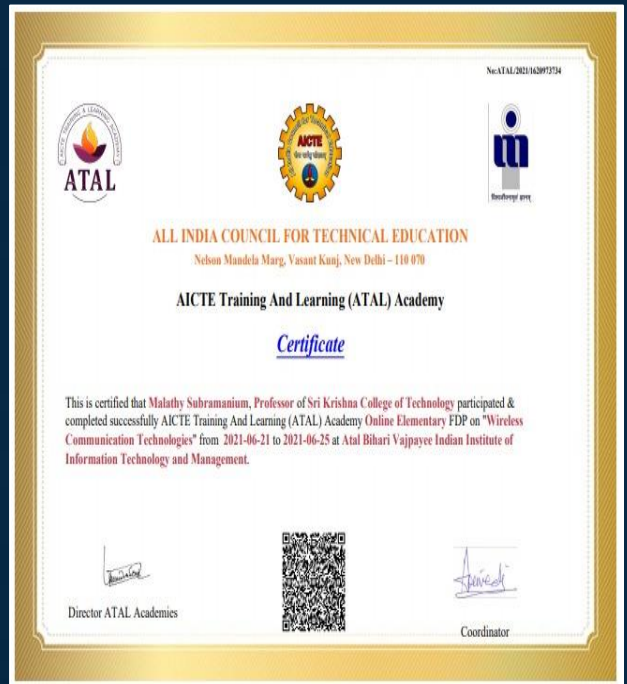 No:ATAL/2021/1620973734
ATAL
AICTE
ALL INDIA COUNCIL FOR TECHNICAL EDUCATION
Nelson Mandela Marg, Vasant Kunj, New Delhi – 110 070
AICTE Training And Learning (ATAL) Academy
Certificate
This is certified that Malathy Subramanium, Professor of Sri Krishna College of Technology participated &
completed successfully AICTE Training And Learning (ATAL) Academy Online Elementary FDP on "Wireless
Communication Technologies" from 2021-06-21 to 2021-06-25 at Atal Bihari Vajpayee Indian Institute of
Information Technology and Management.
Director ATAL Academies
Coordinator